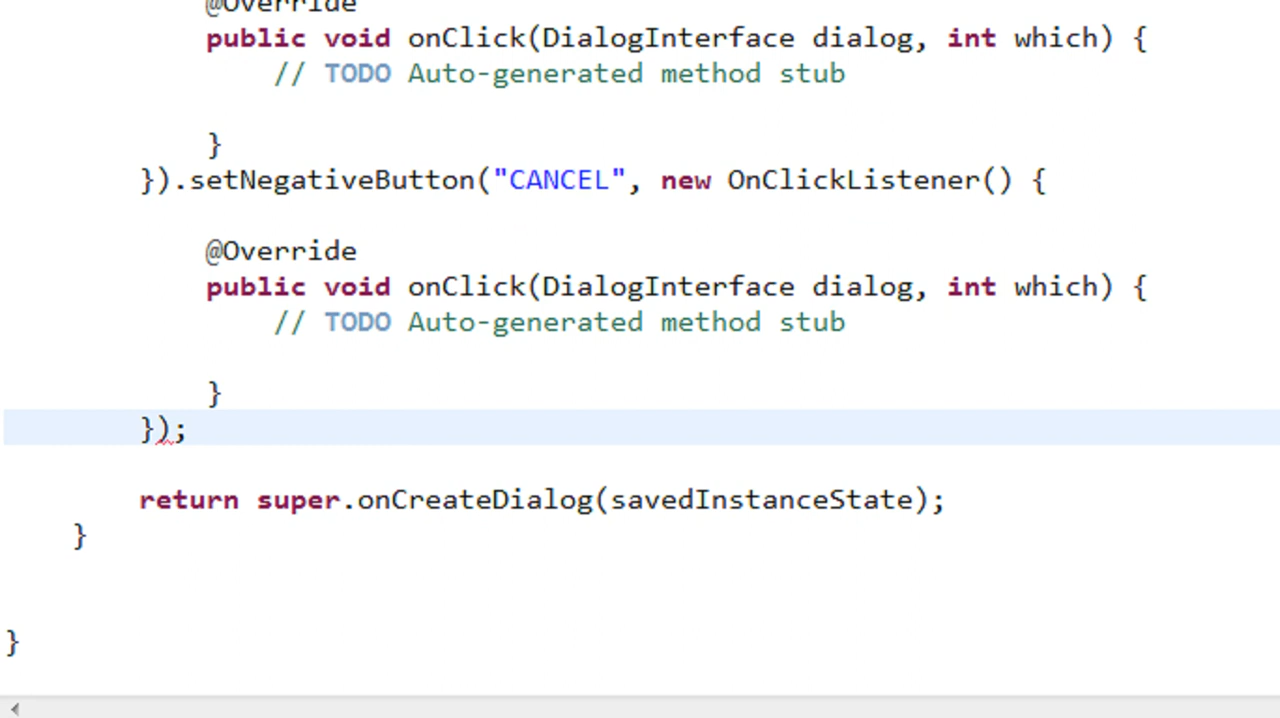 @Override
public void onClick(DialogInterface dialog, int which) {
// TODO Auto-generated method stub
}
}).setNegativeButton("CANCEL", new OnClickListener() {
@Override
public void onClick(DialogInterface dialog, int which) {
// TODO Auto-generated method stub
}
});
return super.onCreateDialog(savedInstanceState);
}
}